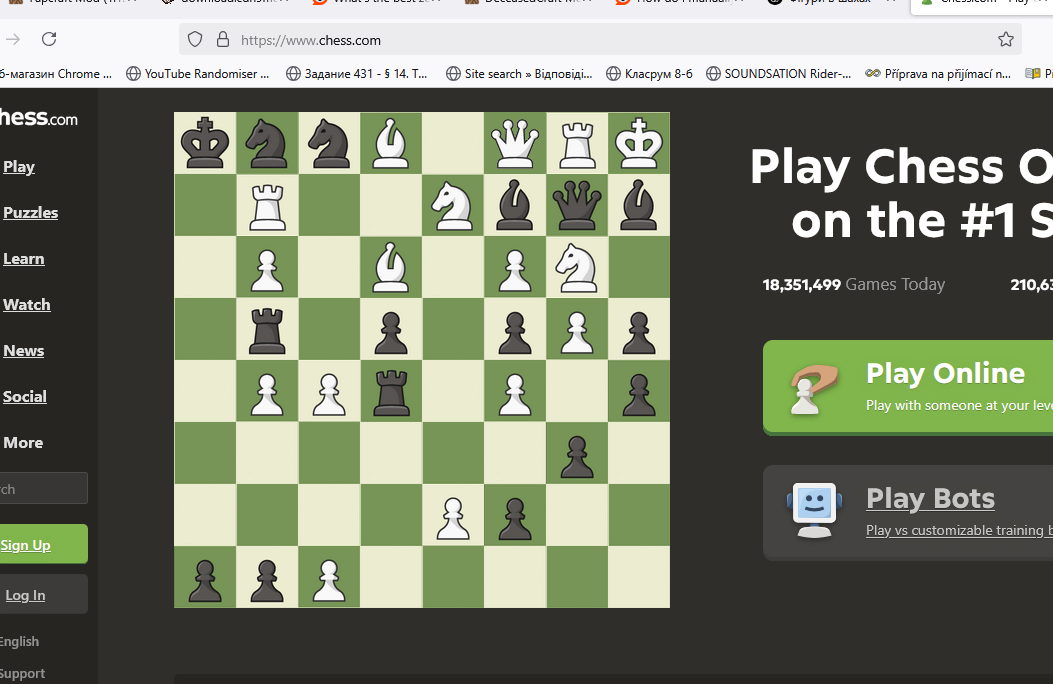 https://www.chess.com
б-магазин Chrome ...
YouTube Randomiser ...
Задание 431 - § 14. Т...
Site search » Відповіді...
Класрум 8-б
SOUNDSATION Rider-...
Příprava na přijímací n...
hess.com
Play
Puzzles
Learn
Watch
News
Social
More
rch
Sign Up
Log In
English
Support
Play Chess O
on the #1 S
18,351,499 Games Today
210,63
Play Online
Play with someone at your leve
Play Bots
Play vs customizable training b